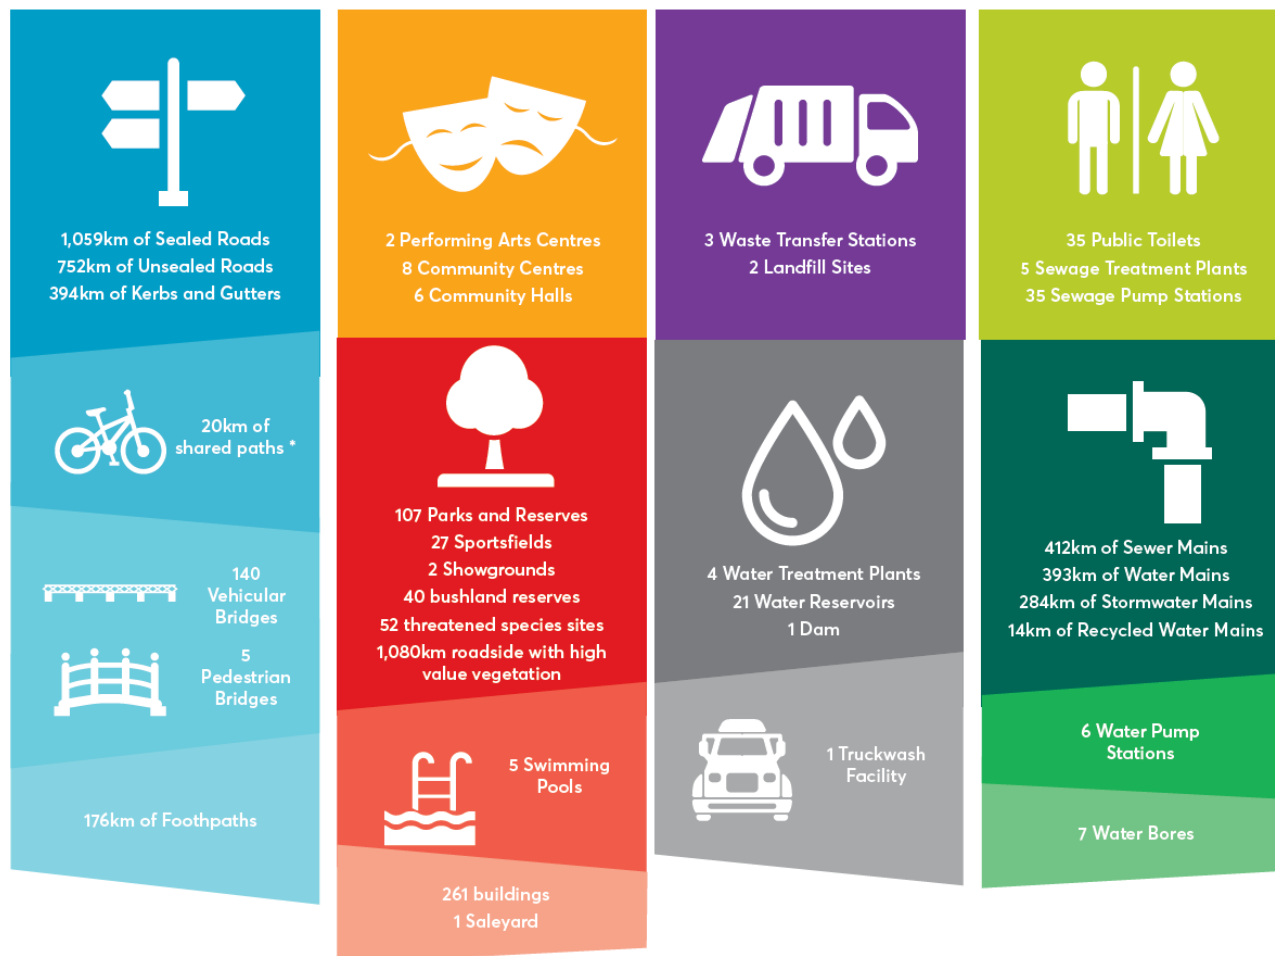 1,059km of Sealed Roads
752km of Unsealed Roads
394km of Kerbs and Gutters
20km of
shared paths *
140
Vehicular
Bridges
5
Pedestrian
Bridges
176km of Footpaths
2 Performing Arts Centres
8 Community Centres
6 Community Halls
107 Parks and Reserves
27 Sportsfields
2 Showgrounds
40 bushland reserves
52 threatened species sites
1,080km roadside with high
value vegetation
5 Swimming
Pools
261 buildings
1 Saleyard
3 Waste Transfer Stations
2 Landfill Sites
4 Water Treatment Plants
21 Water Reservoirs
1 Dam
1 Truckwash
Facility
35 Public Toilets
5 Sewage Treatment Plants
35 Sewage Pump Stations
412km of Sewer Mains
393km of Water Mains
284km of Stormwater Mains
14km of Recycled Water Mains
6 Water Pump
Stations
7 Water Bores